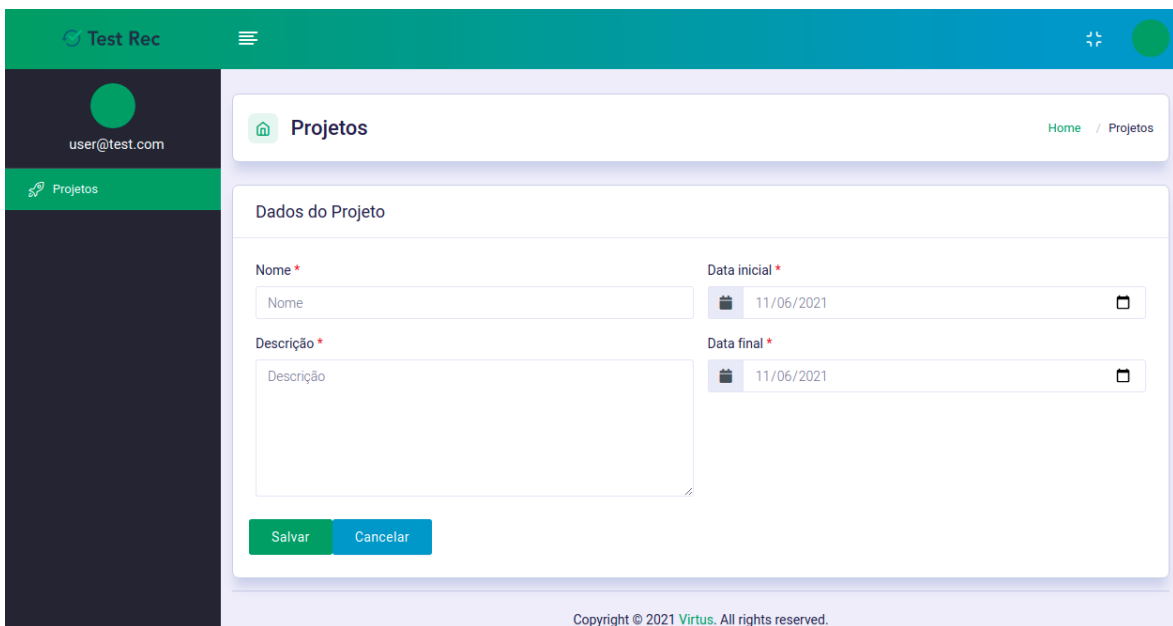 Test Rec
user@test.com
Projetos
Projetos
Home / Projetos
Dados do Projeto
Nome *
Nome
Data inicial *
11/06/2021
Descrição *
Descrição
Data final *
11/06/2021
Salvar
Cancelar
Copyright © 2021 Virtus. All rights reserved.